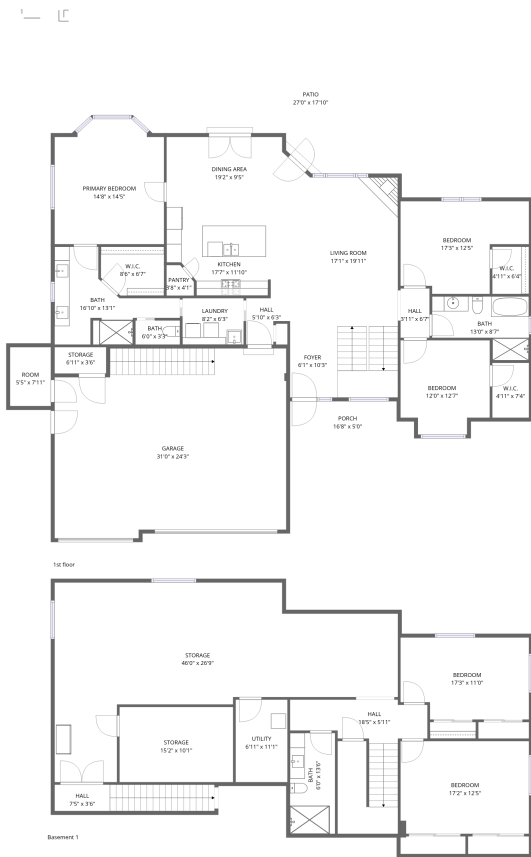 PATIO
27'0" x 17'10"
DINING AREA
19'2" x 9'5"
PRIMARY BEDROOM
14'8" x 14'5"
LIVING ROOM
17'1" x 19'11"
BEDROOM
17'3" x 12'5"
W.I.C.
8'6" x 6'7"
KITCHEN
17'7" x 11'10"
W.I.C.
4'11" x 6'4"
PANTRY
3'8" x 4'1"
BATH
16'10" x 13'1"
LAUNDRY
8'2" x 6'3"
HALL
5'10" x 6'3"
HALL
3'11" x 6'7"
BATH
13'0" x 8'7"
BATH
6'0" x 3'3"
STORAGE
6'11" x 3'6"
FOYER
6'1" x 10'3"
ROOM
5'5" x 7'11"
BEDROOM
12'0" x 12'7"
W.I.C.
4'11" x 7'4"
PORCH
16'8" x 5'0"
GARAGE
31'0" x 24'3"
1st floor
STORAGE
46'0" x 26'9"
BEDROOM
17'3" x 11'0"
HALL
18'5" x 5'11"
STORAGE
15'2" x 10'1"
UTILITY
6'11" x 11'1"
BATH
6'0" x 13'6"
BEDROOM
17'2" x 12'5"
HALL
7'5" x 3'6"
Basement 1